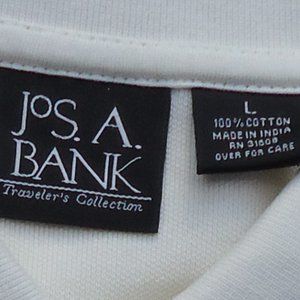 JoS. A.
BANK
Traveler's Collection
L
100% COTTON
MADE IN INDIA
RN 31508
OVER FOR CARE